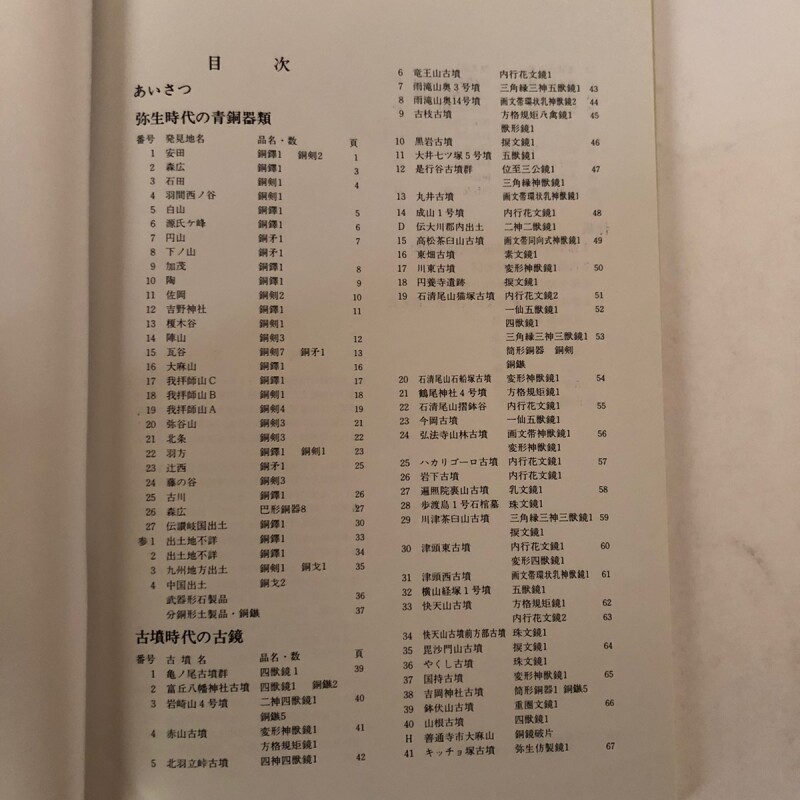 目 次
あいさつ
弥生時代の青銅器類
番号 発見地名 品名・数 頁
1 安田 銅鐸1 銅剣2 1
2 森広 銅鐸1 3
3 石田 銅剣1 4
4 羽間西ノ谷 銅剣1
5 白山 銅鐸1 5
6 源氏ケ峰 銅鐸1 6
7 円山 銅矛1 7
8 下ノ山 銅矛1
9 加茂 銅鐸1 8
10 陶 銅鐸1 9
11 佐岡 銅剣2 10
12 吉野神社 銅鐸1 11
13 榎木谷 銅剣1
14 陣山 銅剣3 12
15 瓦谷 銅剣7 銅矛1 13
16 大麻山 銅鐸1 16
17 我拝師山C 銅鐸1 17
18 我拝師山B 銅剣1 18
19 我拝師山A 銅剣4 19
20 弥谷山 銅剣3 21
21 北条 銅剣3 22
22 羽方 銅鐸1 銅剣1 23
23 辻西 銅矛1 25
24 藤の谷 銅剣3
25 古川 銅鐸1 26
26 森広 巴形銅器8 27
27 伝讃岐国出土 銅鐸1 30
参1 出土地不詳 銅鐸1 33
2 出土地不詳 銅鐸1 34
3 九州地方出土 銅剣1 銅戈1 35
4 中国出土 銅戈2
武器形石製品 36
分銅形土製品・銅鏃 37
古墳時代の古鏡
番号 古墳名 品名・数 頁
1 亀ノ尾古墳群 四獣鏡1 39
2 富丘八幡神社古墳 四獣鏡1 銅鏃2
3 岩崎山4号墳 二神四獣鏡1 40
銅鏃5
4 赤山古墳 変形神獣鏡1 41
方格規矩鏡1
5 北羽立峠古墳 四神四獣鏡1 42
6 竜王山古墳 内行花文鏡1
7 雨滝山奥3号墳 三角縁三神五獣鏡1 43
8 雨滝山奥14号墳 画文帯環状乳神獣鏡2 44
9 古枝古墳 方格規矩八禽鏡1 45
獣形鏡1
10 黒岩古墳 捩文鏡1 46
11 大井七ツ塚5号墳 五獣鏡1
12 是行谷古墳群 位至三公鏡1 47
三角縁神獣鏡1
13 丸井古墳 画文帯環状乳神獣鏡1
14 成山1号墳 内行花文鏡1 48
D 伝大川郡内出土 二神二獣鏡1
15 高松茶臼山古墳 画文帯同向式神獣鏡1 49
16 東畑古墳 素文鏡1
17 川東古墳 変形神獣鏡1 50
18 円養寺遺跡 捩文鏡1
19 石清尾山猫塚古墳 内行花文鏡2 51
一仙五獣鏡1 52
四獣鏡1
三角縁三神三獣鏡1 53
筒形銅器 銅剣
銅鏃
20 石清尾山石船塚古墳 変形神獣鏡1 54
21 鶴尾神社4号墳 方格規矩鏡1
22 石清尾山摺鉢谷 内行花文鏡1 55
23 今岡古墳 一仙五獣鏡1
24 弘法寺山林古墳 画文帯神獣鏡1 56
変形神獣鏡1
25 ハカリゴーロ古墳 内行花文鏡1 57
26 岩下古墳 内行花文鏡1
27 遍照院裏山古墳 乳文鏡1 58
28 歩渡島1号石棺墓 珠文鏡1
29 川津茶臼山古墳 三角縁三神三獣鏡1 59
捩文鏡1
30 津頭東古墳 内行花文鏡1 60
変形四獣鏡1
31 津頭西古墳 画文帯環状乳神獣鏡1 61
32 横山経塚1号墳 五獣鏡1
33 快天山古墳 方格規矩鏡1 62
内行花文鏡2 63
34 快天山古墳前方部古墳 珠文鏡1
35 毘沙門山古墳 捩文鏡1 64
36 やくし古墳 珠文鏡1
37 国持古墳 変形神獣鏡1 65
38 吉岡神社古墳 筒形銅器1 銅鏃5
39 鉢伏山古墳 重圏文鏡1 66
40 山根古墳 四獣鏡1
H 善通寺市大麻山 銅鏡破片
41 キッチョ塚古墳 弥生仿製鏡1 67